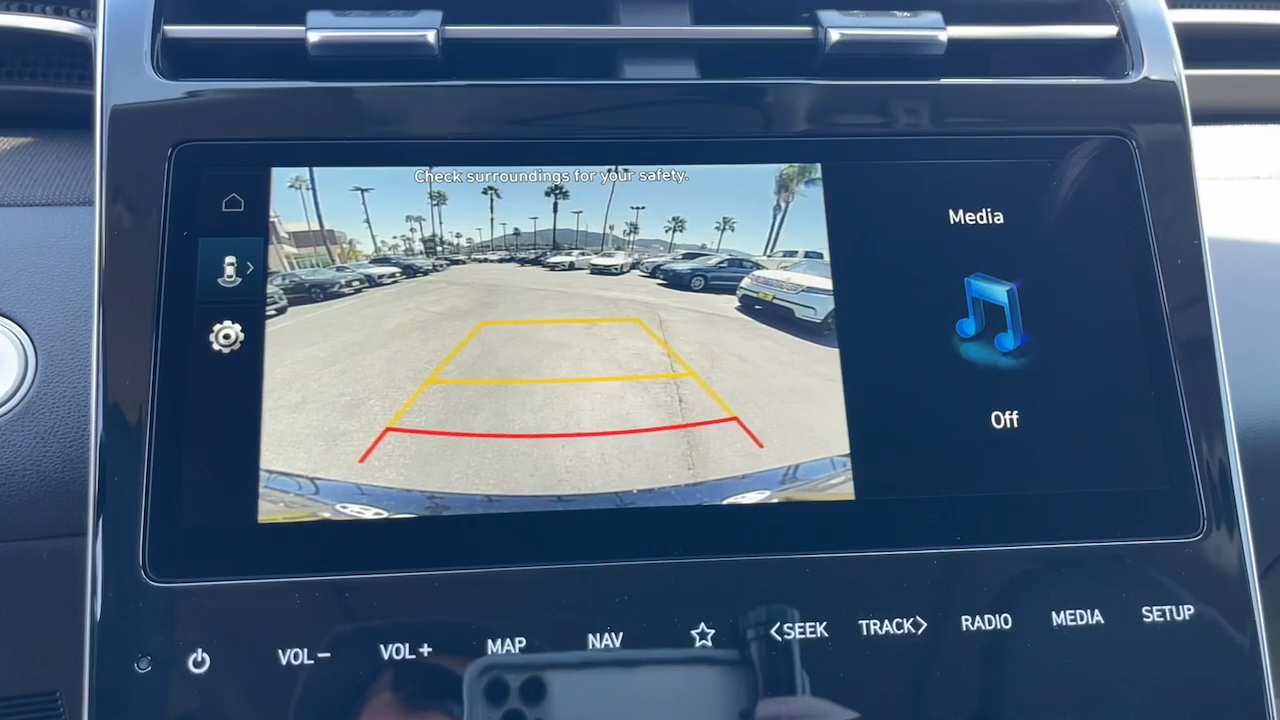 Check surroundings for your safety.
Media
Off
VOL− VOL+ MAP NAV <SEEK TRACK> RADIO MEDIA SETUP